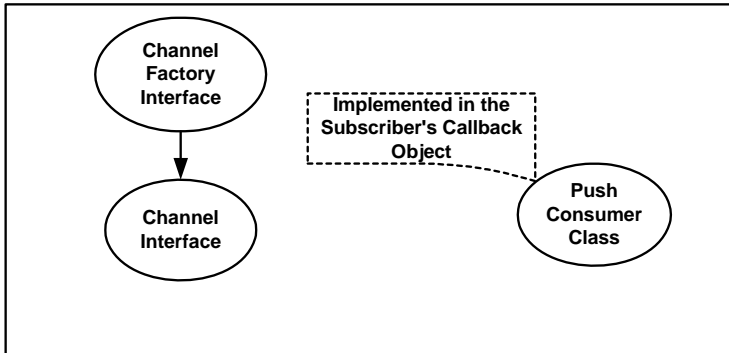 Channel
Factory
Interface
Implemented in the
Subscriber's Callback
Object
Channel
Interface
Push
Consumer
Class